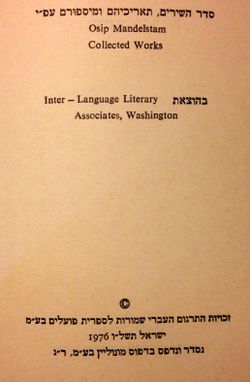 סדר השירים, תאריכיהם ומיספורם עפ״י
Osip Mandelstam
Collected Works
Inter – Language Literary בהוצאת
Associates, Washington
©
זכויות התרגום העברי שמורות לספרית פועלים בע״מ
ישראל תשל״ו 1976
נסדר ונדפס בדפוס מונוליין בע״מ, ר״ג